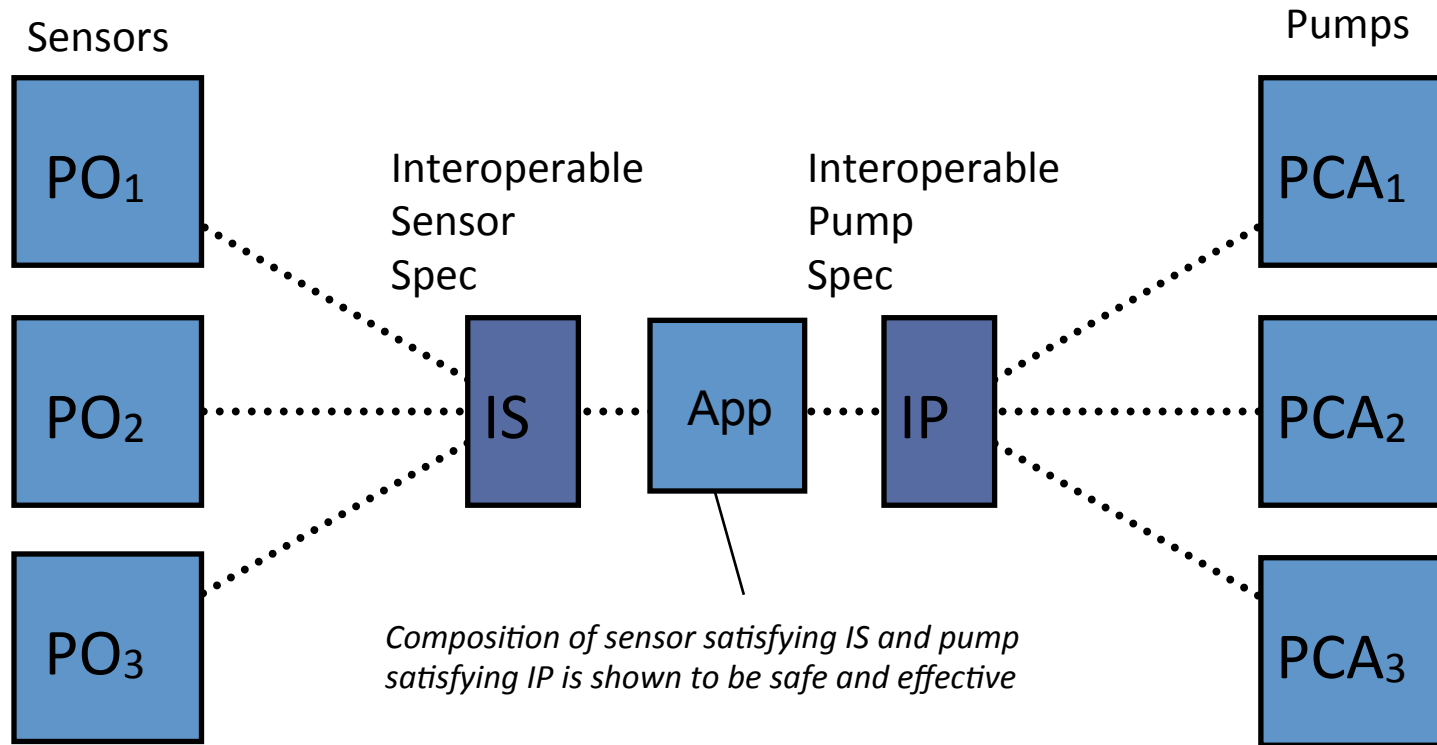 Sensors
Pumps
PO1
PO2
PO3
Interoperable
Sensor
Spec
Interoperable
Pump
Spec
IS
App
IP
PCA1
PCA2
PCA3
Composition of sensor satisfying IS and pump
satisfying IP is shown to be safe and effective